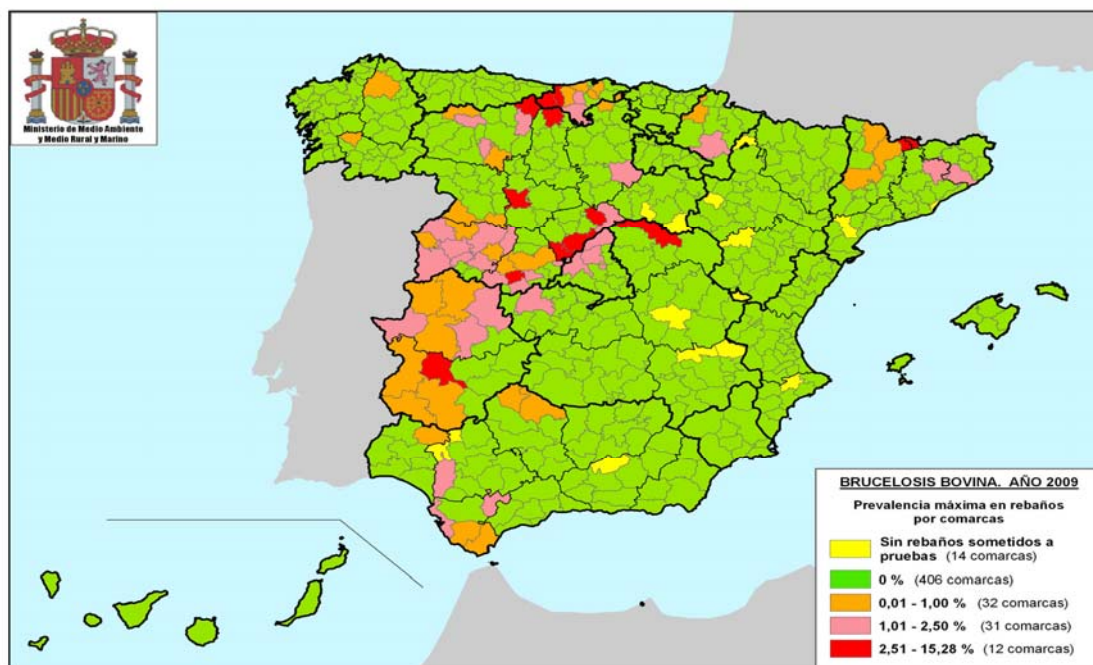 Ministerio de Medio Ambiente
y Medio Rural y Marino
BRUCELOSIS BOVINA. AÑO 2009
Prevalencia máxima en rebaños
por comarcas
Sin rebaños sometidos a
pruebas (14 comarcas)
0 % (406 comarcas)
0,01 - 1,00 % (32 comarcas)
1,01 - 2,50 % (31 comarcas)
2,51 - 15,28 % (12 comarcas)